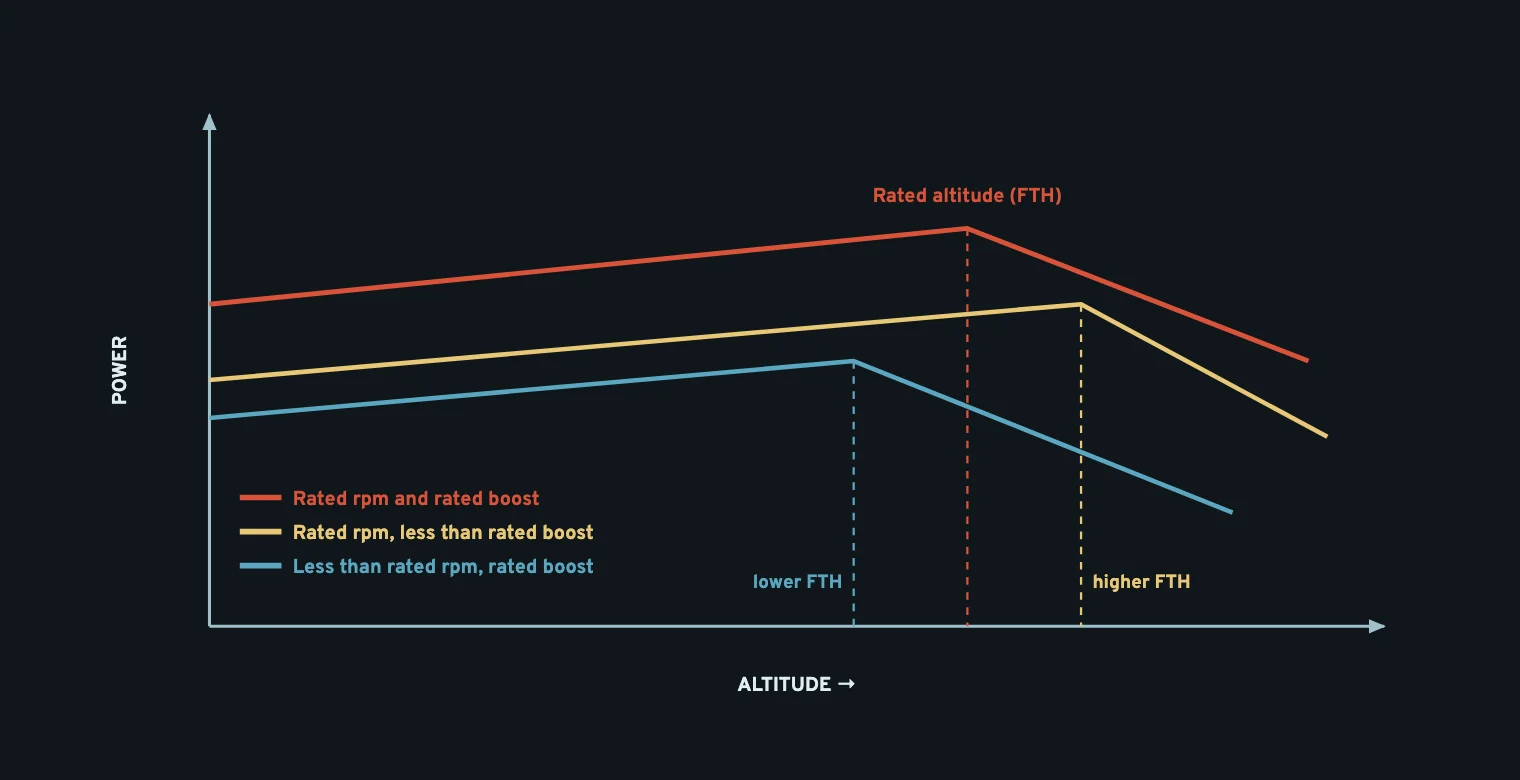 Rated altitude (FTH)
POWER
Rated rpm and rated boost
Rated rpm, less than rated boost
Less than rated rpm, rated boost
lower FTH
higher FTH
ALTITUDE →